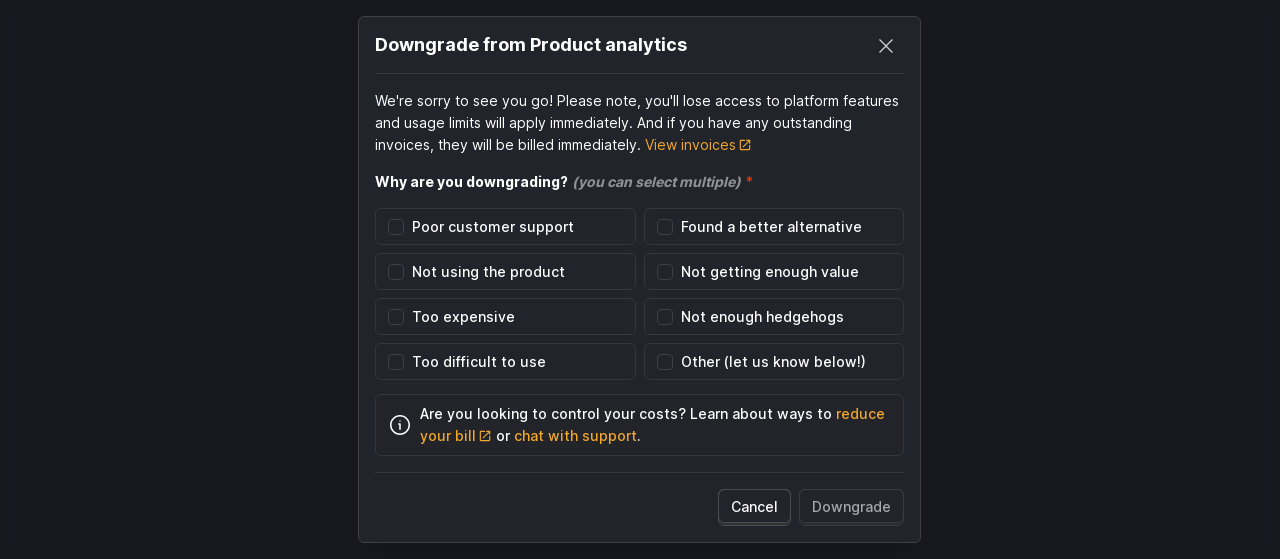 Downgrade from Product analytics
We're sorry to see you go! Please note, you'll lose access to platform features
and usage limits will apply immediately. And if you have any outstanding
invoices, they will be billed immediately. View invoices
Why are you downgrading? (you can select multiple) *
Poor customer support
Found a better alternative
Not using the product
Not getting enough value
Too expensive
Not enough hedgehogs
Too difficult to use
Other (let us know below!)
Are you looking to control your costs? Learn about ways to reduce
your bill or chat with support.
Cancel
Downgrade